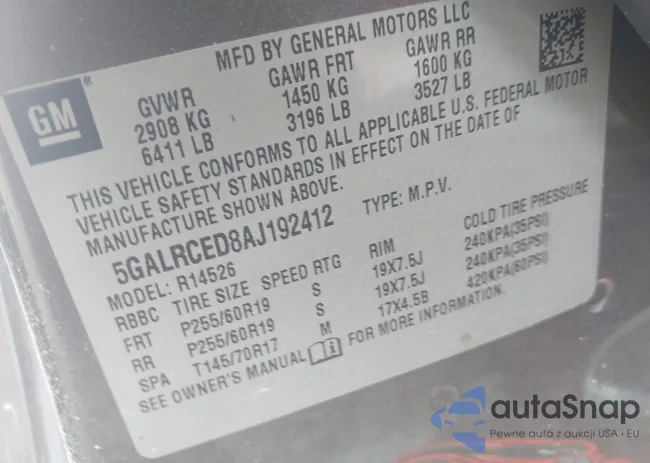 MFD BY GENERAL MOTORS LLC
GM
GVWR GAWR FRT GAWR RR
2908 KG 1450 KG 1600 KG
6411 LB 3196 LB 3527 LB
THIS VEHICLE CONFORMS TO ALL APPLICABLE U.S. FEDERAL MOTOR
VEHICLE SAFETY STANDARDS IN EFFECT ON THE DATE OF
MANUFACTURE SHOWN ABOVE.
5GALRCED8AJ192412 TYPE: M.P.V.
MODEL: R14526
RBBC TIRE SIZE SPEED RTG RIM COLD TIRE PRESSURE
FRT P255/60R19 S 19X7.5J 240KPA(35PSI)
RR P255/60R19 S 19X7.5J 240KPA(35PSI)
SPA T145/70R17 M 17X4.5B 420KPA(60PSI)
SEE OWNER'S MANUAL i FOR MORE INFORMATION.
autaSnap
Pewne auta z aukcji USA i EU